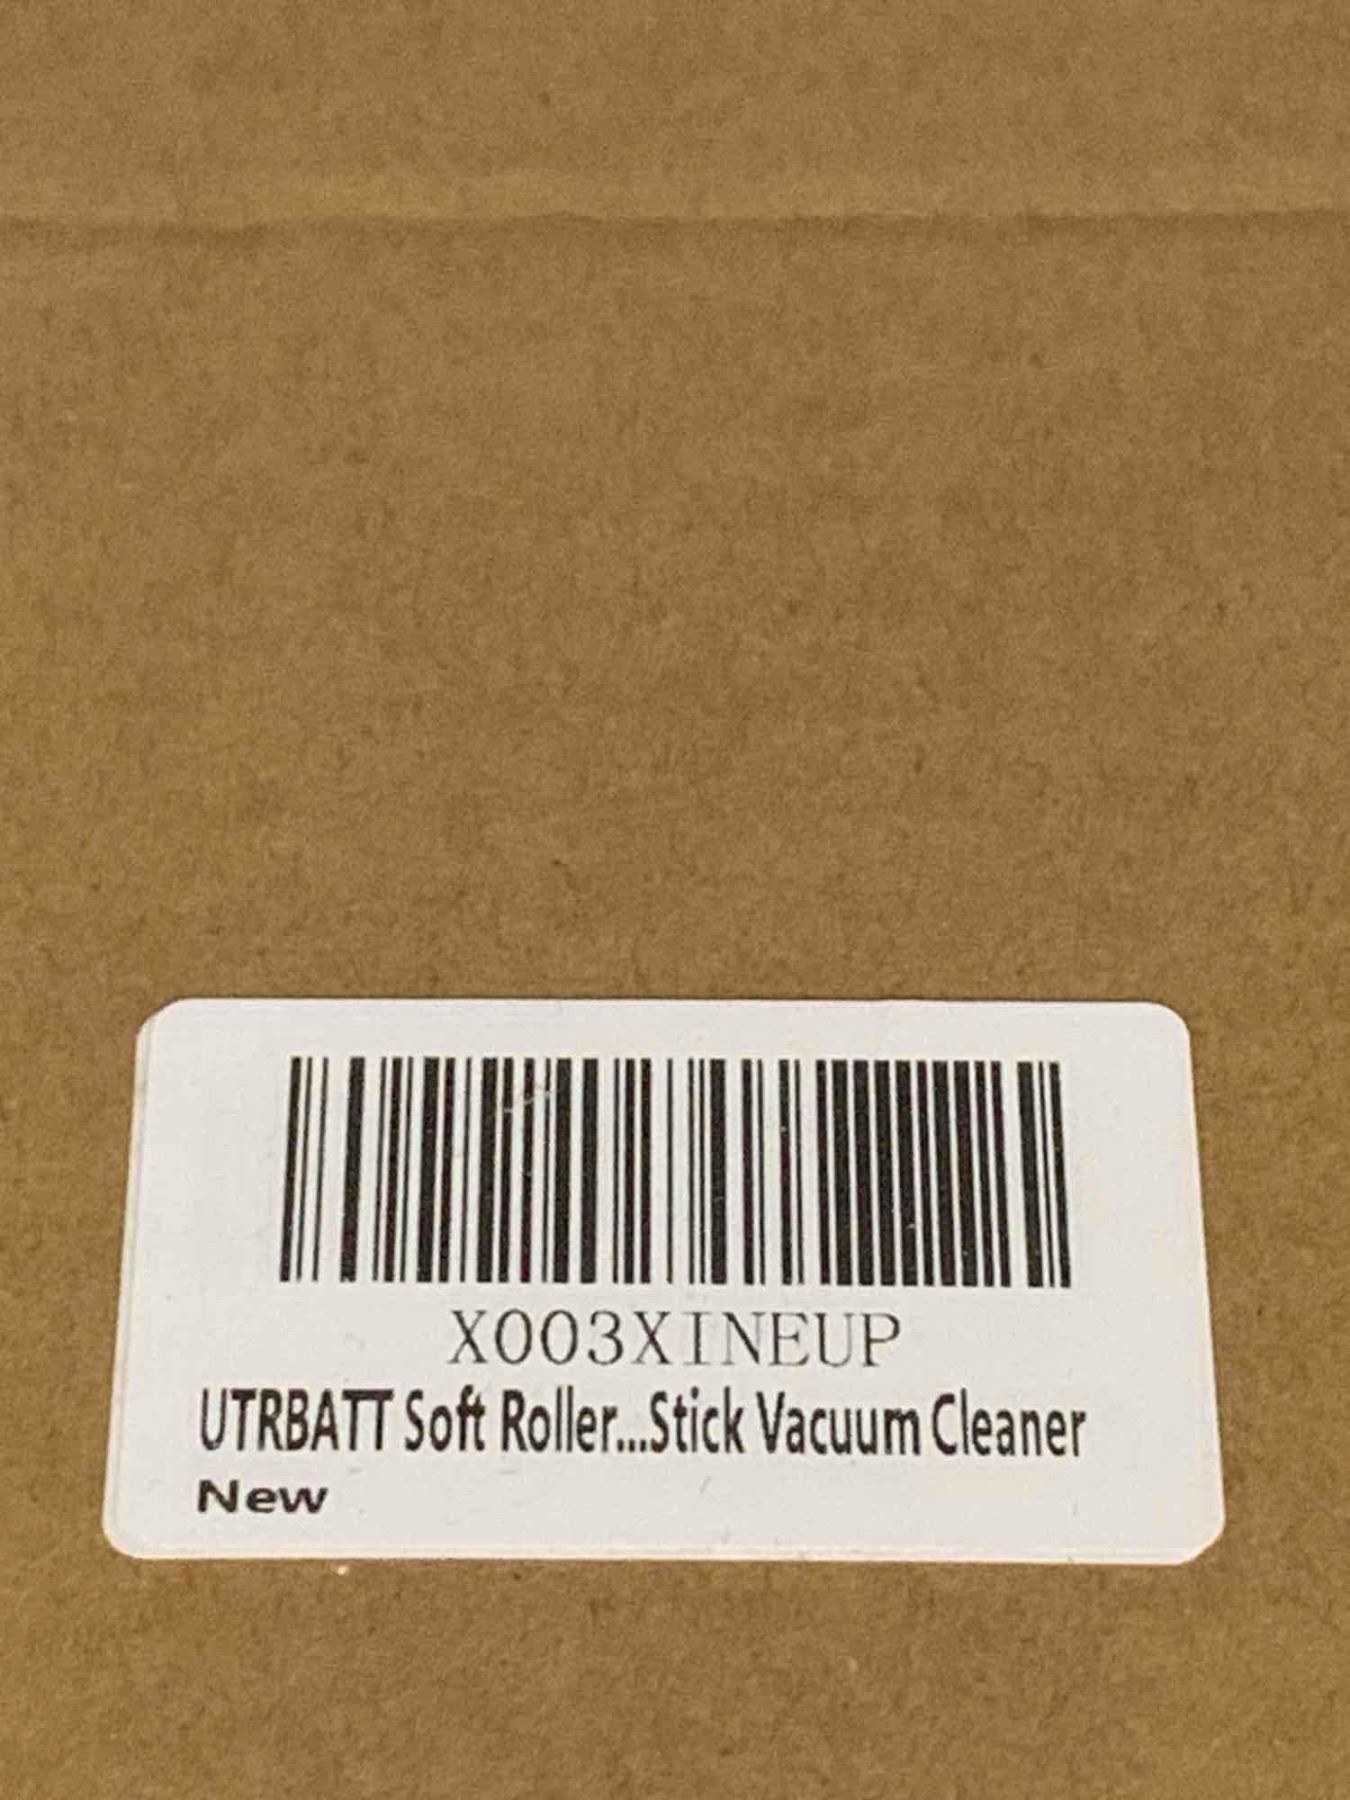 X003XINEUP
UTRBATT Soft Roller...Stick Vacuum Cleaner
New